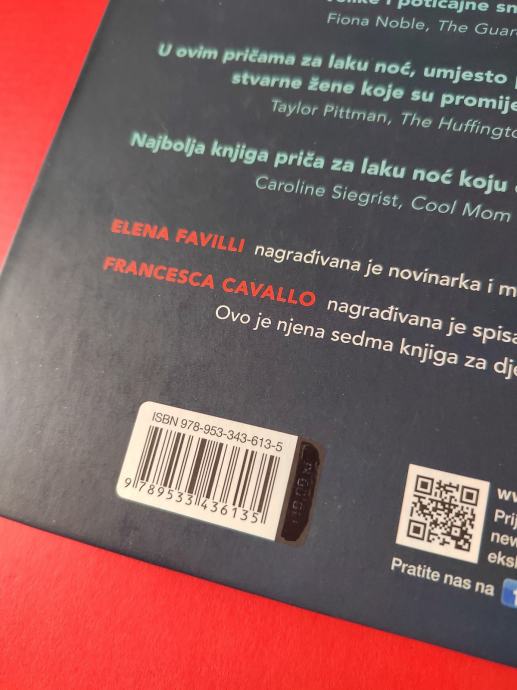 i poticajne
Fiona Noble, The Guar
U ovim pričama za laku noć, umjesto
stvarne žene koje su promije
Taylor Pittman, The Huffingto
Najbolja knjiga priča za laku noć koju
Caroline Siegrist, Cool Mom
ELENA FAVILLI nagrađivana je novinarka i m
FRANCESCA CAVALLO nagrađivana je spisa
Ovo je njena sedma knjiga za dje
ISBN 978-953-343-613-5
9 789533 436135
ww
Prij
new
eksl
Pratite nas na f